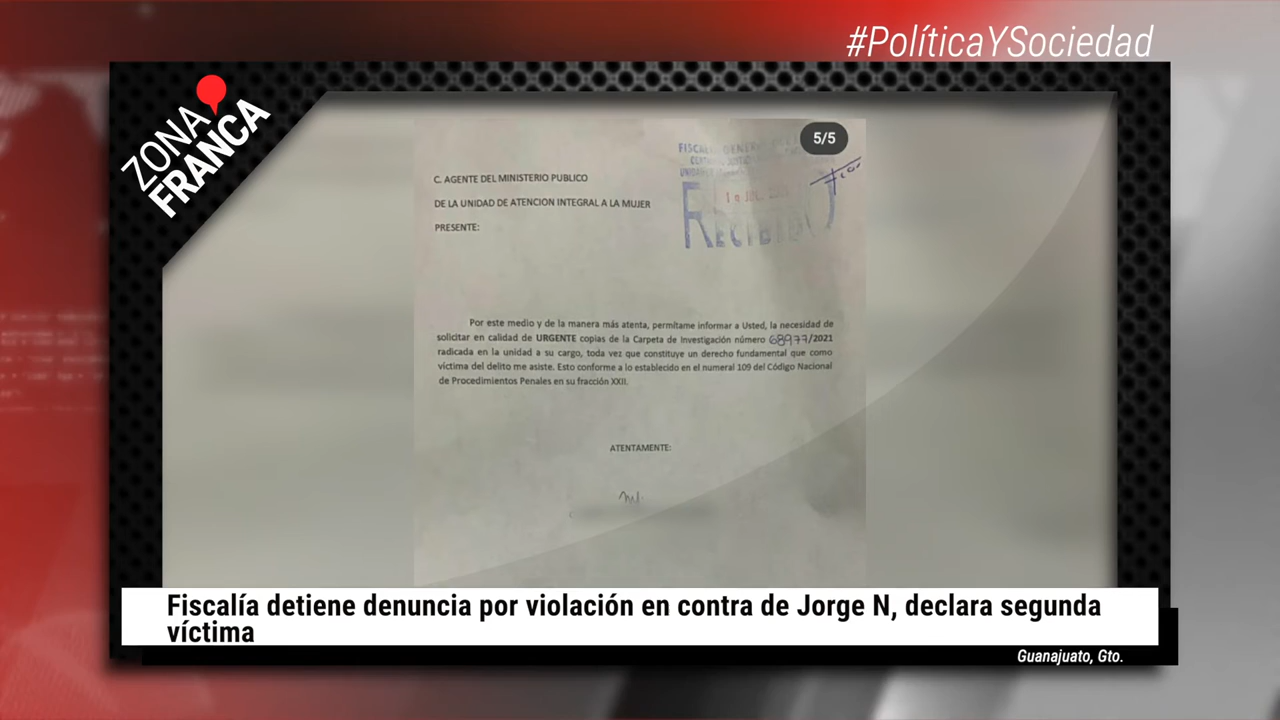 #PolíticaYSociedad
ZONA
FRANCA
5/5
C. AGENTE DEL MINISTERIO PUBLICO
DE LA UNIDAD DE ATENCION INTEGRAL A LA MUJER
PRESENTE:
RECIBIDO
Por este medio y de la manera más atenta, permítame informar a Usted, la necesidad de
solicitar en calidad de URGENTE copias de la Carpeta de Investigación número 68977/2021
radicada en la unidad a su cargo, toda vez que constituye un derecho fundamental que como
víctima del delito me asiste. Esto conforme a lo establecido en el numeral 109 del Código Nacional
de Procedimientos Penales en su fracción XXII.
ATENTAMENTE:
Fiscalía detiene denuncia por violación en contra de Jorge N, declara segunda
víctima
Guanajuato, Gto.